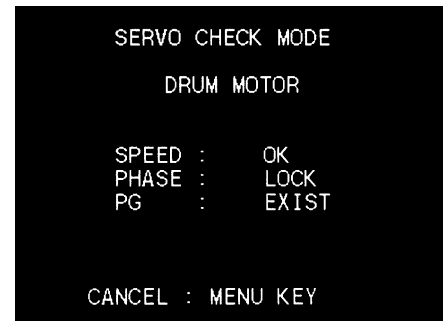 SERVO CHECK MODE
DRUM MOTOR
SPEED : OK
PHASE : LOCK
PG : EXIST
CANCEL : MENU KEY